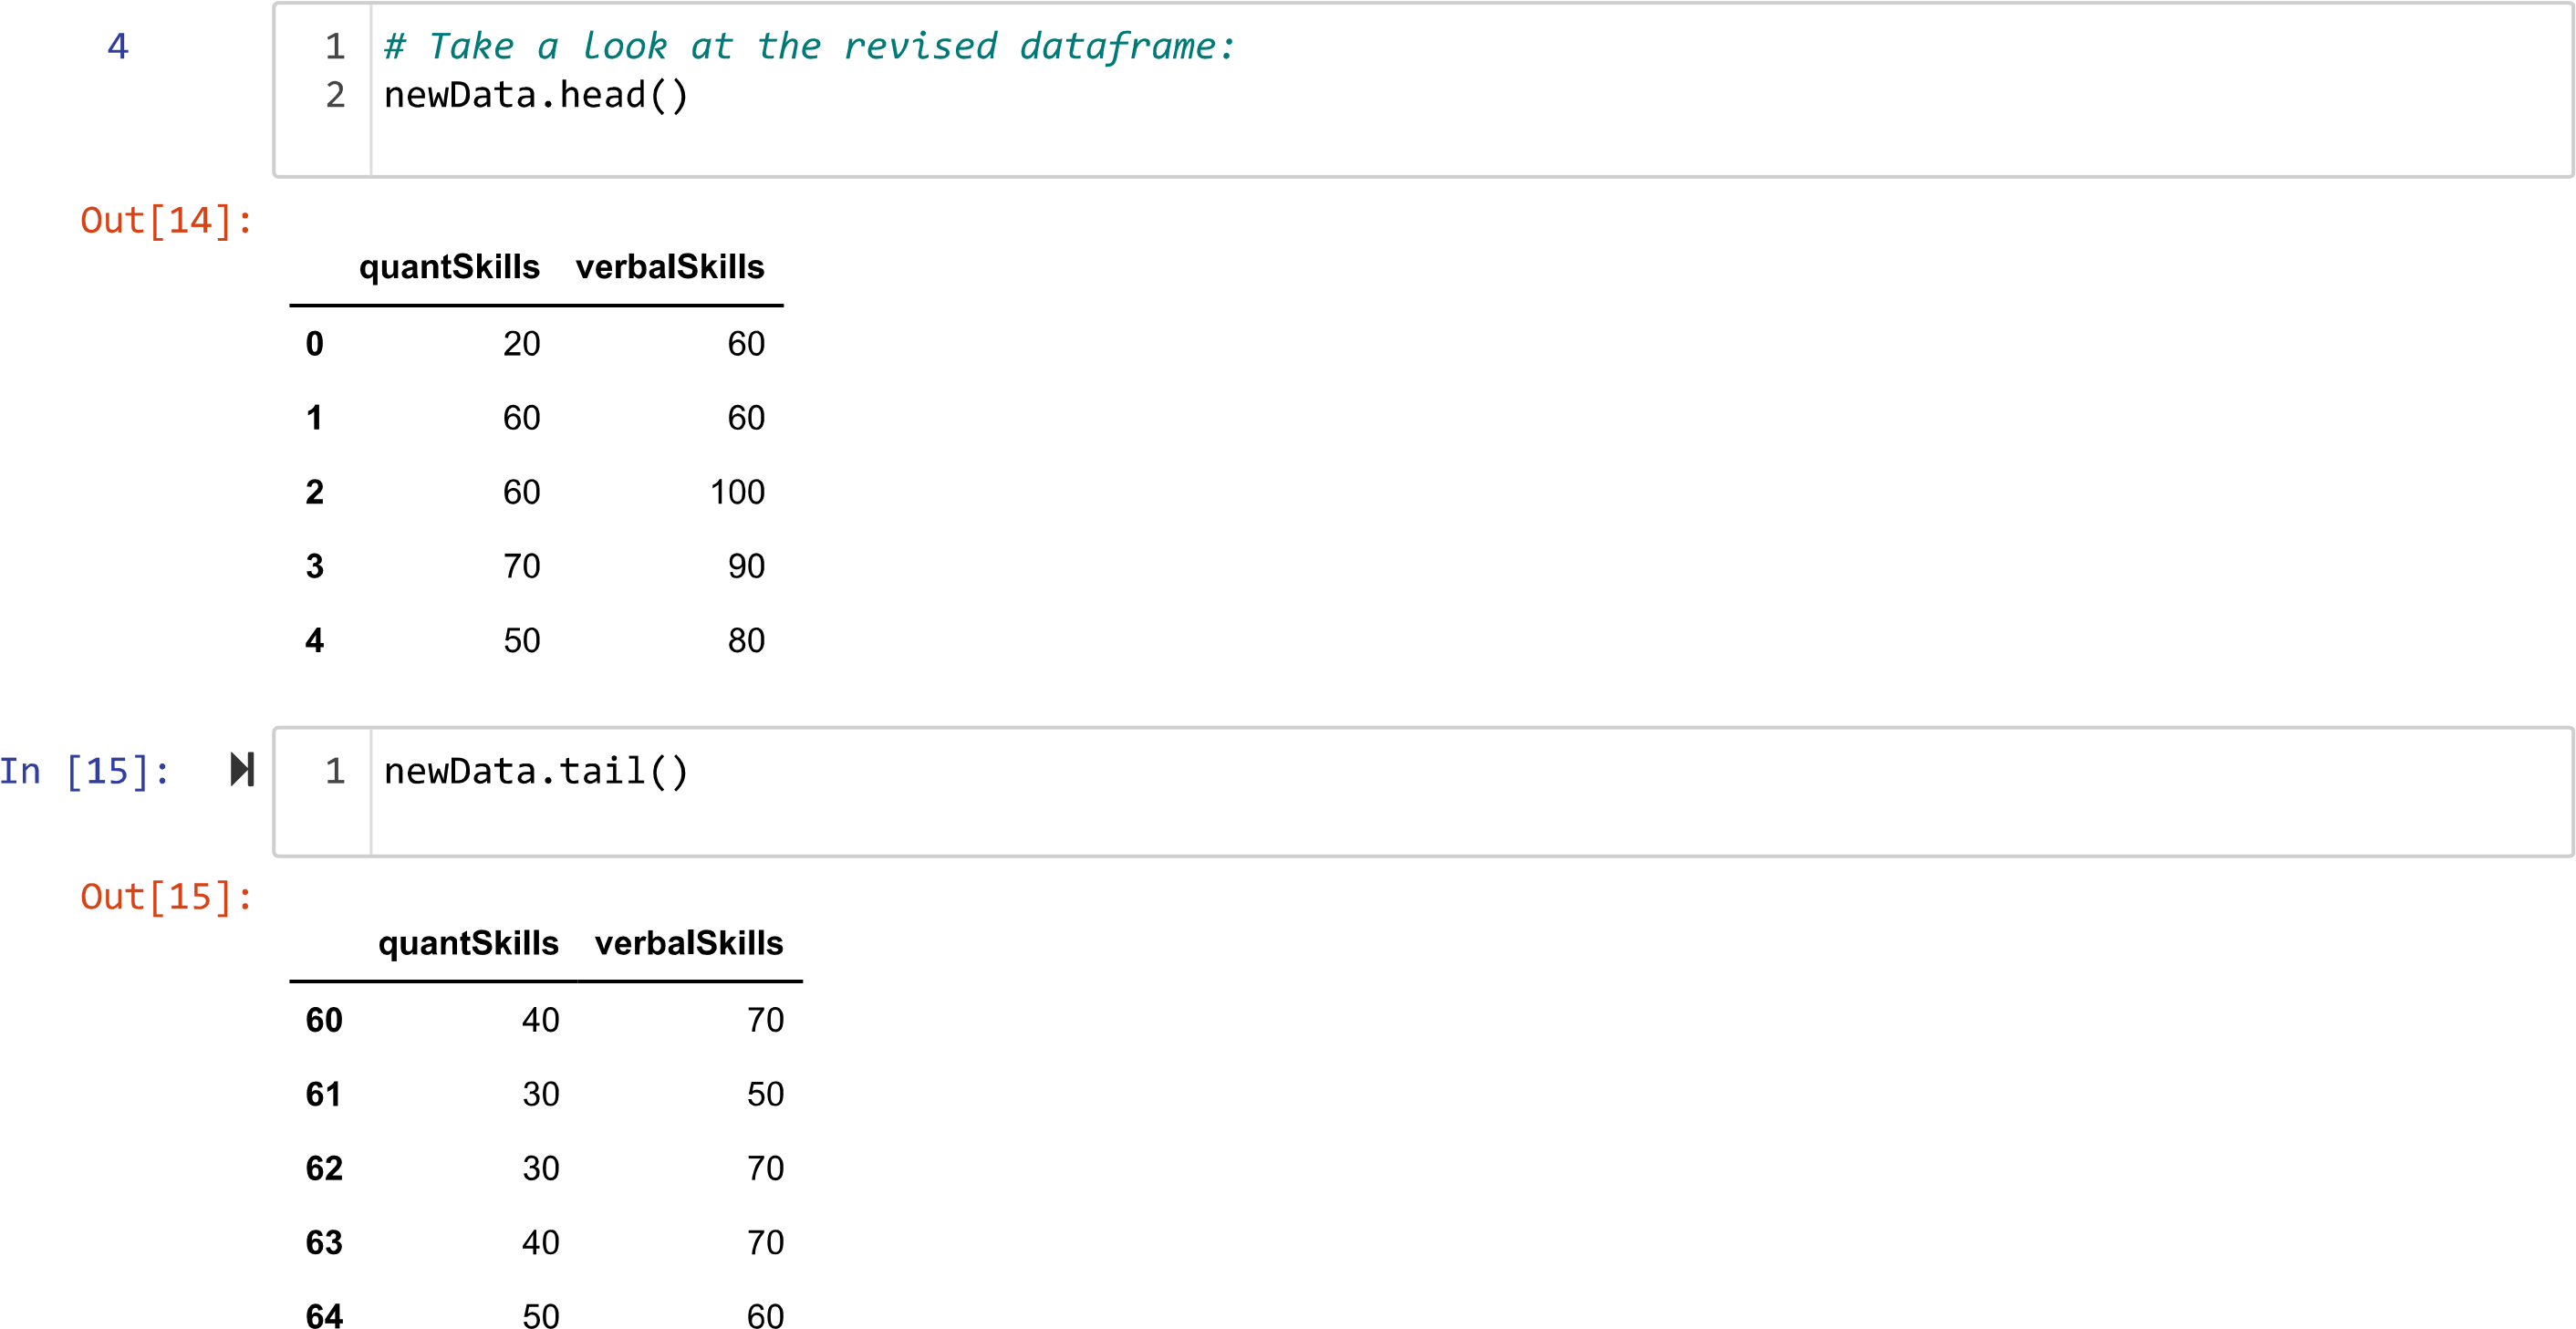 4 1 # Take a look at the revised dataframe:
2 newData.head()
Out[14]:
quantSkills verbalSkills
0 20 60
1 60 60
2 60 100
3 70 90
4 50 80
In [15]: 1 newData.tail()
Out[15]:
quantSkills verbalSkills
60 40 70
61 30 50
62 30 70
63 40 70
64 50 60